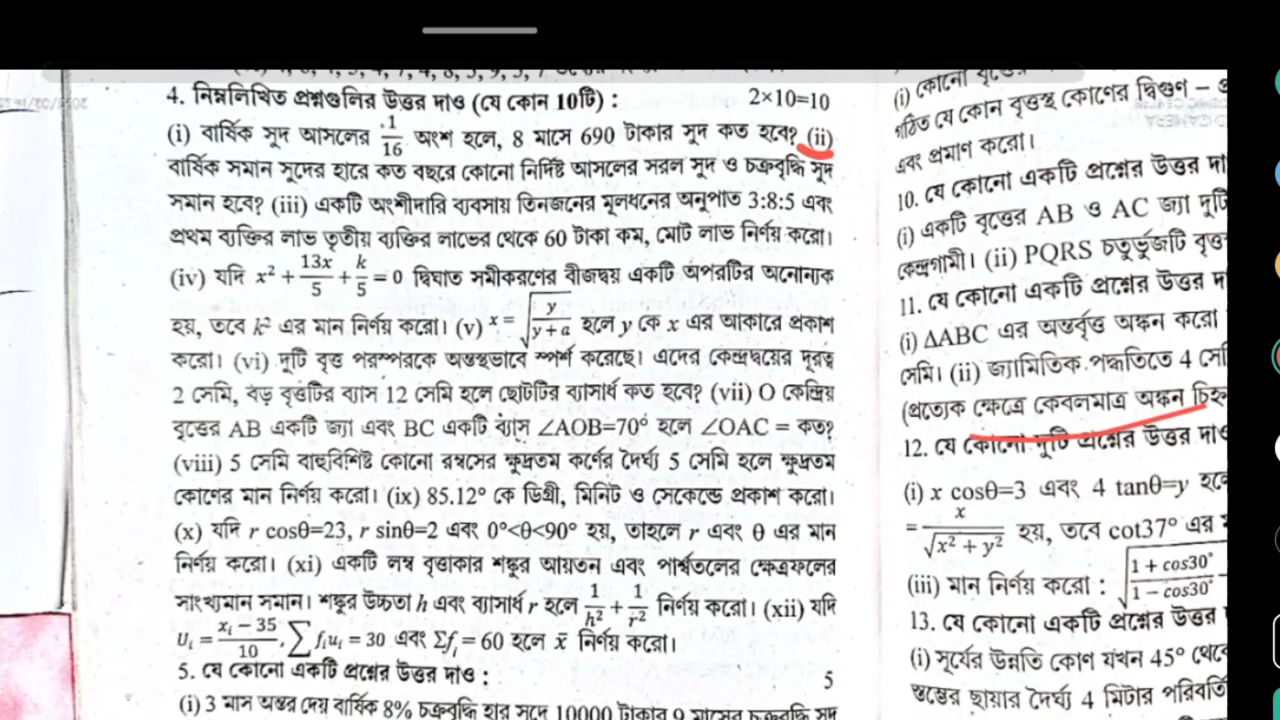 4. নিম্নলিখিত প্রশ্নগুলির উত্তর দাও (যে কোন 10টি) : 2×10=10
(i) বার্ষিক সুদ আসলের 1/16 অংশ হলে, 8 মাসে 690 টাকার সুদ কত হবে? (ii)
বার্ষিক সমান সুদের হারে কত বছরে কোনো নির্দিষ্ট আসলের সরল সুদ ও চক্রবৃদ্ধি সুদ
সমান হবে? (iii) একটি অংশীদারি ব্যবসায় তিনজনের মূলধনের অনুপাত 3:8:5 এবং
প্রথম ব্যক্তির লাভ তৃতীয় ব্যক্তির লাভের থেকে 60 টাকা কম, মোট লাভ নির্ণয় করো।
(iv) যদি x² + 13x/5 + k/5 = 0 দ্বিঘাত সমীকরণের বীজদ্বয় একটি অপরটির অনোন্যক
হয়, তবে k² এর মান নির্ণয় করো। (v) x = √(y/(y+a)) হলে y কে x এর আকারে প্রকাশ
করো। (vi) দুটি বৃত্ত পরস্পরকে অন্তস্থভাবে স্পর্শ করেছে। এদের কেন্দ্রদ্বয়ের দূরত্ব
2 সেমি, বড় বৃত্তটির ব্যাস 12 সেমি হলে ছোটটির ব্যাসার্ধ কত হবে? (vii) O কেন্দ্রিয়
বৃত্তের AB একটি জ্যা এবং BC একটি ব্যাস ∠AOB=70° হলে ∠OAC = কত?
(viii) 5 সেমি বাহুবিশিষ্ট কোনো রম্বসের ক্ষুদ্রতম কর্ণের দৈর্ঘ্য 5 সেমি হলে ক্ষুদ্রতম
কোণের মান নির্ণয় করো। (ix) 85.12° কে ডিগ্রী, মিনিট ও সেকেন্ডে প্রকাশ করো।
(x) যদি r cosθ=23, r sinθ=2 এবং 0°<θ<90° হয়, তাহলে r এবং θ এর মান
নির্ণয় করো। (xi) একটি লম্ব বৃত্তাকার শঙ্কুর আয়তন এবং পার্শ্বতলের ক্ষেত্রফলের
সাংখ্যমান সমান। শঙ্কুর উচ্চতা h এবং ব্যাসার্ধ r হলে 1/h² + 1/r² নির্ণয় করো। (xii) যদি
Uᵢ = (xᵢ − 35)/10, ∑ fᵢuᵢ = 30 এবং Σfᵢ = 60 হলে x̄ নির্ণয় করো।
5. যে কোনো একটি প্রশ্নের উত্তর দাও : 5
(i) 3 মাস অন্তর দেয় বার্ষিক 8% চক্রবৃদ্ধি হার সুদে 10000 টাকার 9 মাসের চক্রবৃদ্ধি সুদ
(i) কোনো বৃত্তের
গঠিত যে কোন বৃত্তস্থ কোণের দ্বিগুণ –
এবং প্রমাণ করো।
10. যে কোনো একটি প্রশ্নের উত্তর দা
(i) একটি বৃত্তের AB ও AC জ্যা দুটি
কেন্দ্রগামী। (ii) PQRS চতুর্ভুজটি বৃত্ত
11. যে কোনো একটি প্রশ্নের উত্তর দা
(i) ΔABC এর অন্তর্বৃত্ত অঙ্কন করো
সেমি। (ii) জ্যামিতিক পদ্ধতিতে 4 সে
(প্রত্যেক ক্ষেত্রে কেবলমাত্র অঙ্কন চিহ্ন
12. যে কোনো দুটি প্রশ্নের উত্তর দাও
(i) x cosθ=3 এবং 4 tanθ=y হলে
= x/√(x² + y²) হয়, তবে cot37° এর
(iii) মান নির্ণয় করো : √((1 + cos30°)/(1 − cos30°))
13. যে কোনো একটি প্রশ্নের উত্তর
(i) সূর্যের উন্নতি কোণ যখন 45° থেকে
স্তম্ভের ছায়ার দৈর্ঘ্য 4 মিটার পরিবর্তি